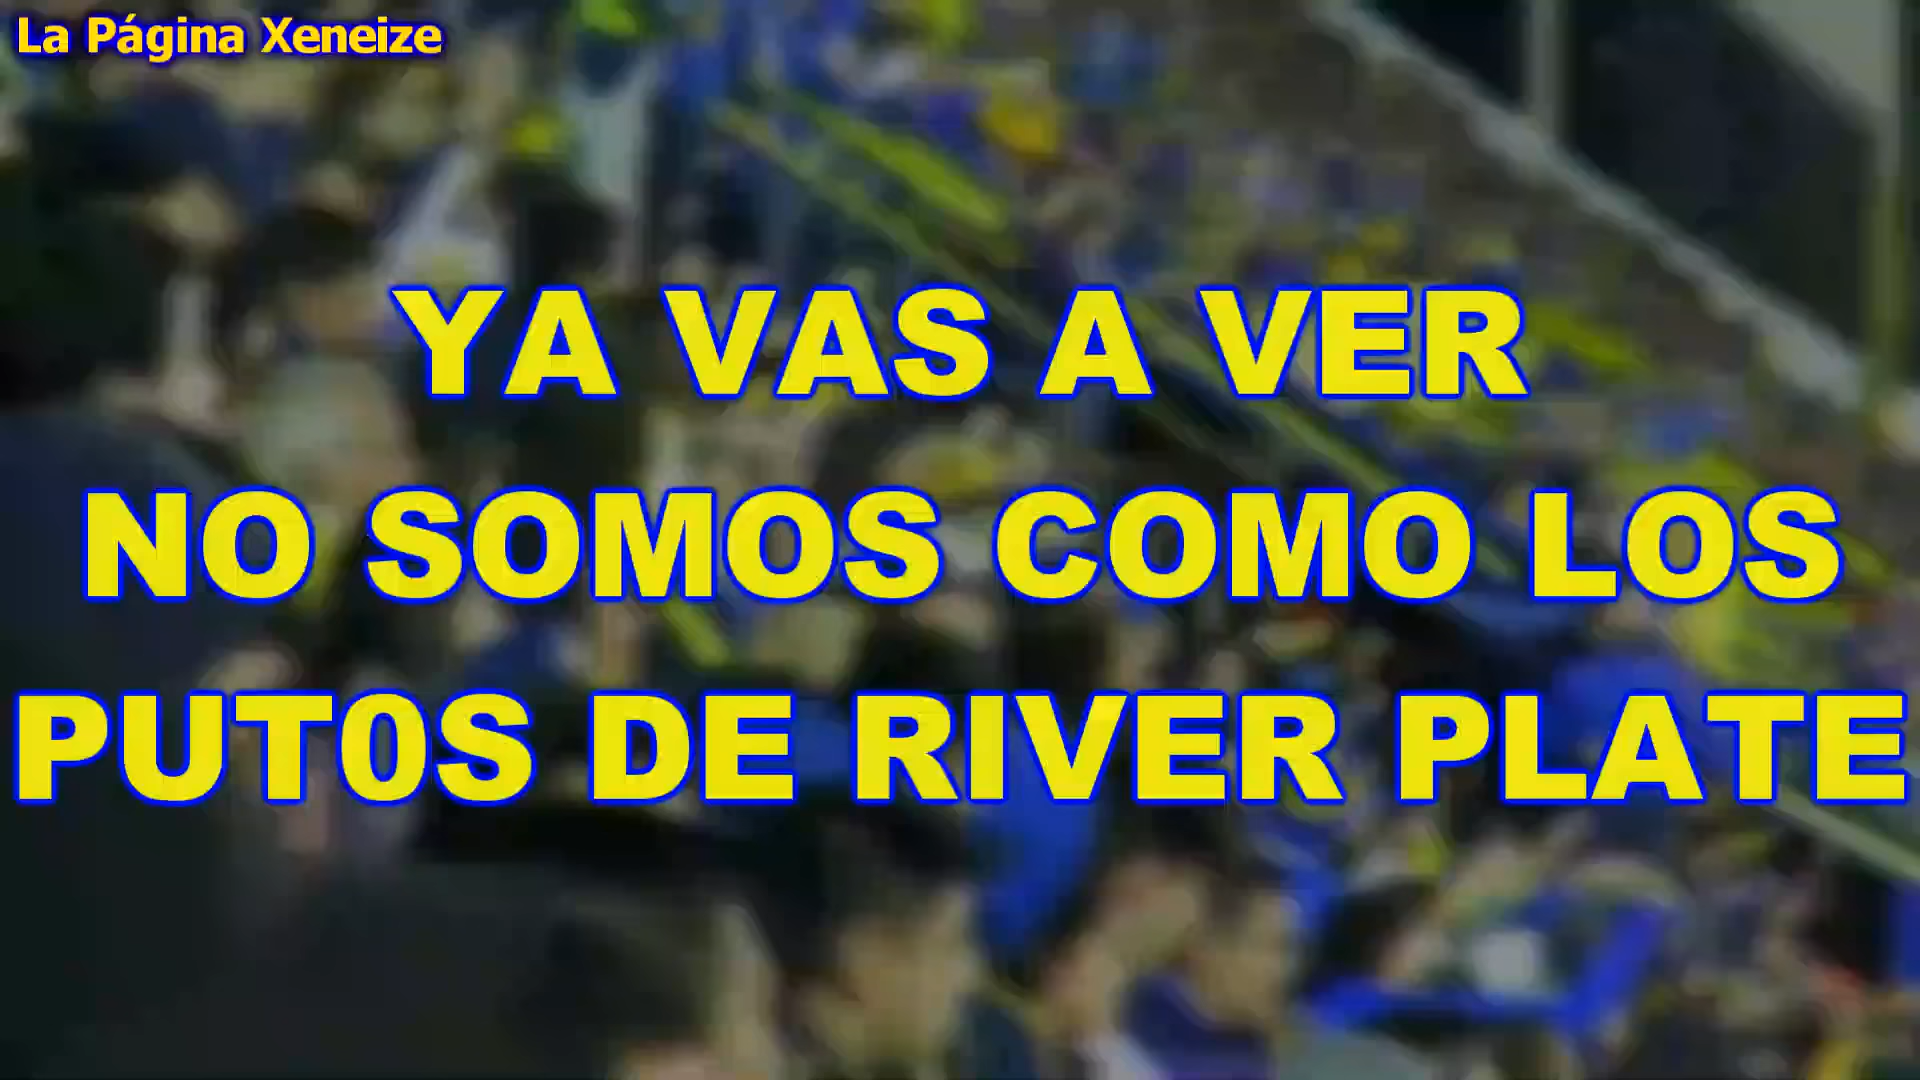 La Página Xeneize
YA VAS A VER
NO SOMOS COMO LOS
PUT0S DE RIVER PLATE